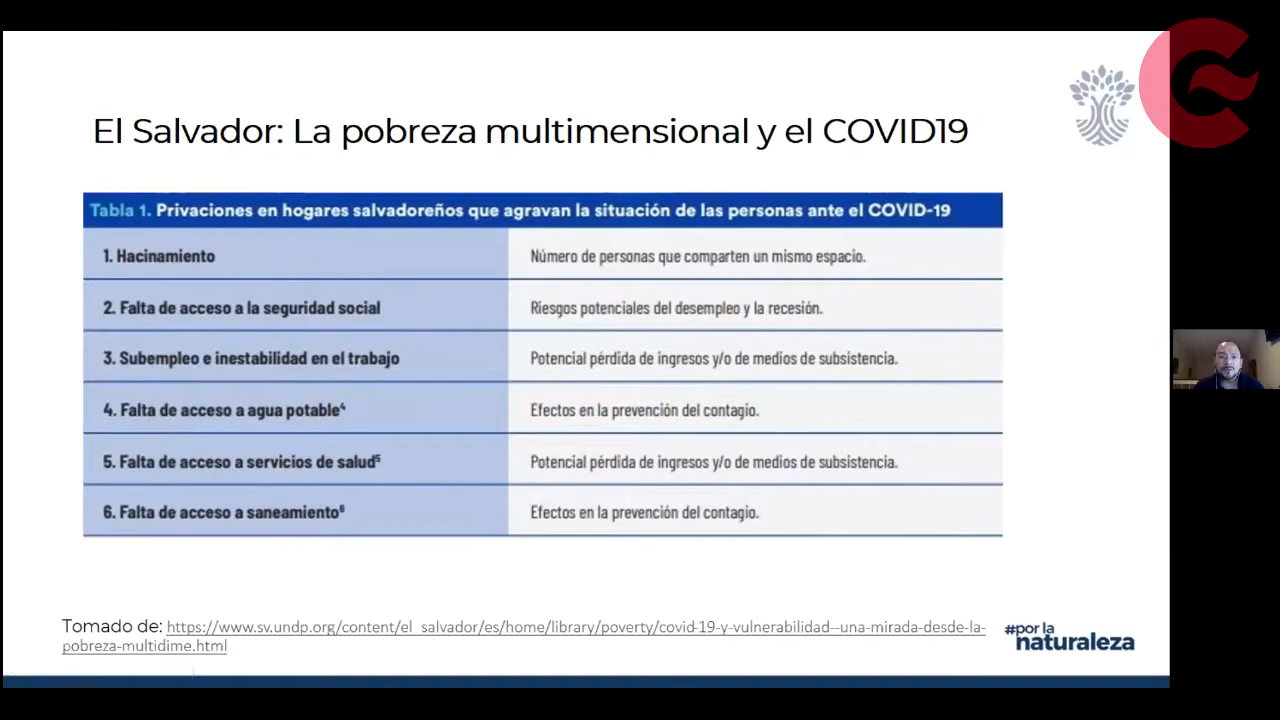 El Salvador: La pobreza multimensional y el COVID19
Tabla 1. Privaciones en hogares salvadoreños que agravan la situación de las personas ante el COVID-19
1. Hacinamiento
Número de personas que comparten un mismo espacio.
2. Falta de acceso a la seguridad social
Riesgos potenciales del desempleo y la recesión.
3. Subempleo e inestabilidad en el trabajo
Potencial pérdida de ingresos y/o de medios de subsistencia.
4. Falta de acceso a agua potable⁴
Efectos en la prevención del contagio.
5. Falta de acceso a servicios de salud⁵
Potencial pérdida de ingresos y/o de medios de subsistencia.
6. Falta de acceso a saneamiento⁶
Efectos en la prevención del contagio.
Tomado de: https://www.sv.undp.org/content/el_salvador/es/home/library/poverty/covid-19-y-vulnerabilidad--una-mirada-desde-la-
pobreza-multidime.html
#por la
naturaleza